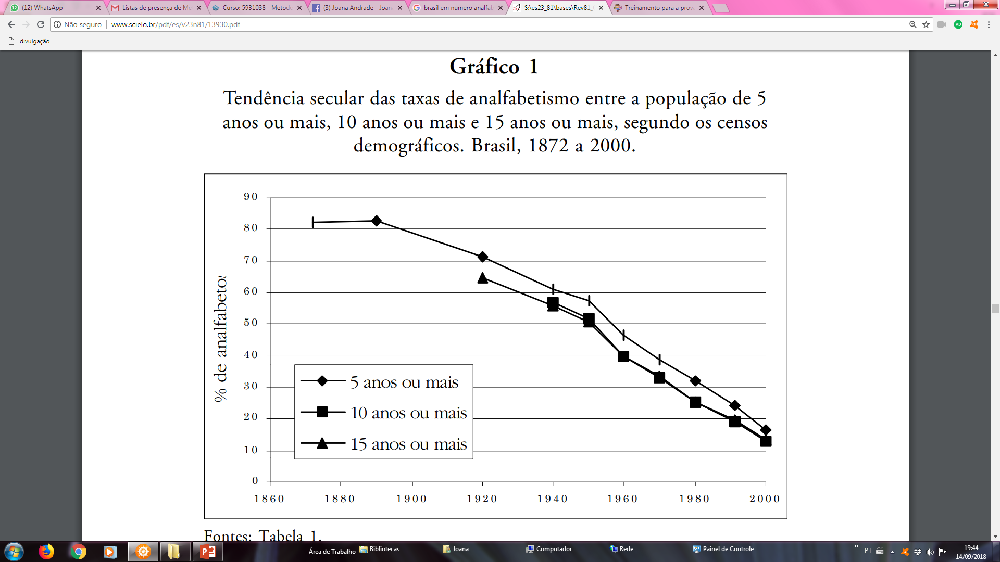 (12) WhatsApp
Listas de presença de Me
Curso: 5931038 - Metodo
(3) Joana Andrade - Joan
brasil em numero analfab
S:\es23_81\bases\Rev81_
Treinamento para a prova
Não seguro
www.scielo.br/pdf/es/v23n81/13930.pdf
divulgação
Gráfico 1
Tendência secular das taxas de analfabetismo entre a população de 5
anos ou mais, 10 anos ou mais e 15 anos ou mais, segundo os censos
demográficos. Brasil, 1872 a 2000.
% de analfabetos
90
80
70
60
50
40
30
20
10
0
5 anos ou mais
10 anos ou mais
15 anos ou mais
1860 1880 1900 1920 1940 1960 1980 2000
Fontes: Tabela 1.
Área de Trabalho
Bibliotecas
Joana
Computador
Rede
Painel de Controle
PT
19:44
14/09/2018